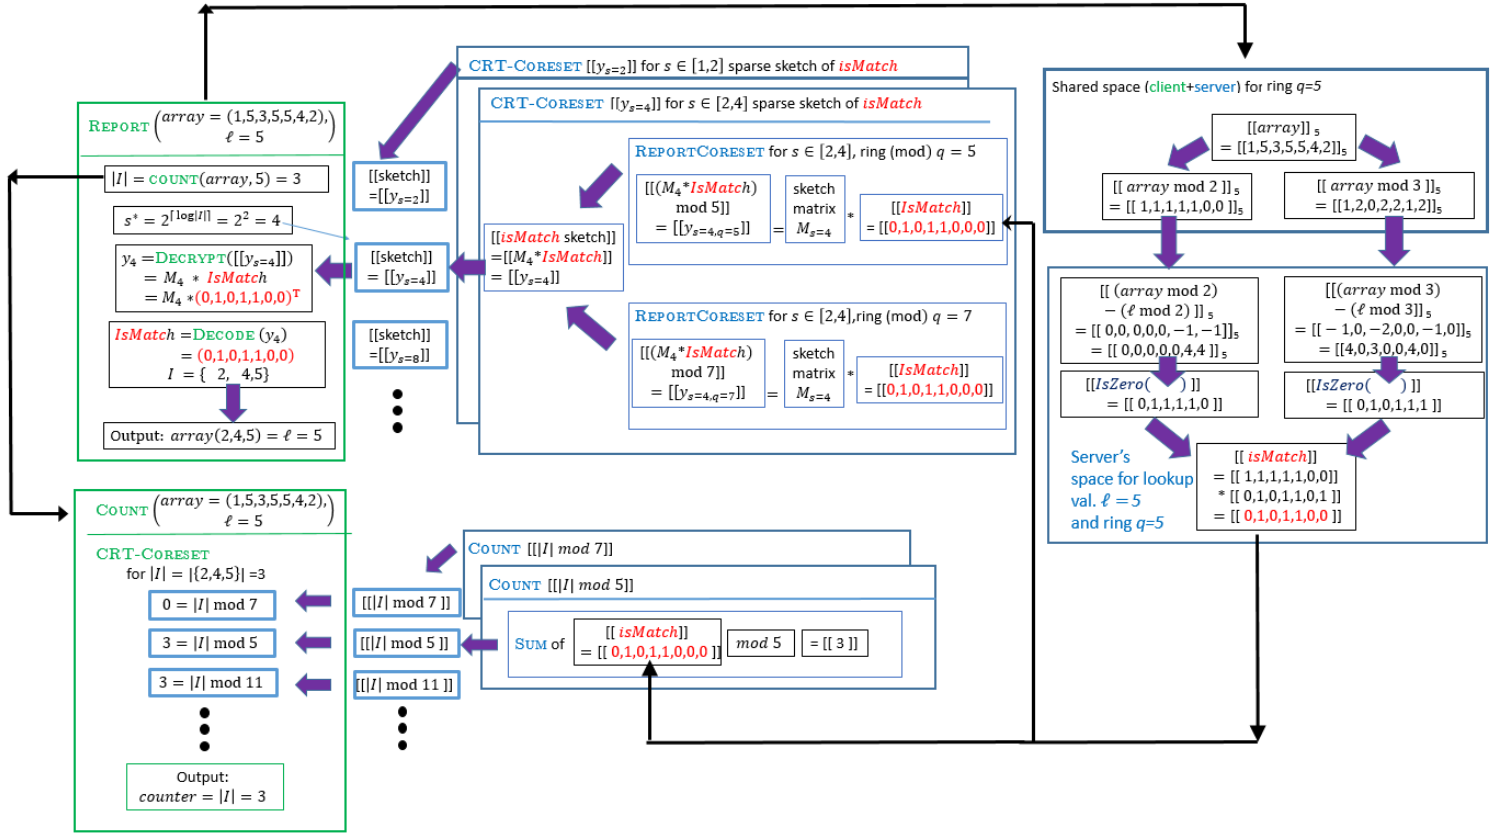 REPORT (array = (1,5,3,5,5,4,2),
ℓ = 5)
|I| = COUNT(array, 5) = 3
s* = 2^⌈log|I|⌉ = 2² = 4
y₄ = DECRYPT([[y_{s=4}]])
= M₄ * IsMatch
= M₄ *(0,1,0,1,1,0,0)ᵀ
IsMatch = DECODE (y₄)
= (0,1,0,1,1,0,0)
I = { 2, 4,5}
Output: array(2,4,5) = ℓ = 5
[[sketch]]
=[[y_{s=2}]]
[[sketch]]
= [[y_{s=4}]]
[[sketch]]
=[[y_{s=8}]]
CRT-CORESET [[y_{s=2}]] for s ∈ [1,2] sparse sketch of isMatch
CRT-CORESET [[y_{s=4}]] for s ∈ [2,4] sparse sketch of isMatch
[[isMatch sketch]]
=[[M₄*IsMatch]]
= [[y_{s=4}]]
REPORTCORESET for s ∈ [2,4], ring (mod) q = 5
[[(M₄*IsMatch)
mod 5]]
= [[y_{s=4,q=5}]]
=
sketch
matrix
M_{s=4}
*
[[IsMatch]]
= [[0,1,0,1,1,0,0,0]]
REPORTCORESET for s ∈ [2,4],ring (mod) q = 7
[[(M₄*IsMatch)
mod 7]]
= [[y_{s=4,q=7}]]
=
sketch
matrix
M_{s=4}
*
[[IsMatch]]
= [[0,1,0,1,1,0,0,0]]
Shared space (client+server) for ring q=5
[[array]] ₅
= [[1,5,3,5,5,4,2]]₅
[[ array mod 2 ]]₅
= [[ 1,1,1,1,1,0,0 ]]₅
[[ array mod 3 ]]₅
= [[1,2,0,2,2,1,2]]₅
[[ (array mod 2)
− (ℓ mod 2) ]] ₅
= [[ 0,0,0,0,0, −1, −1]]₅
= [[ 0,0,0,0,0,4,4 ]] ₅
[[(array mod 3)
− (ℓ mod 3]] ₅
= [[ − 1,0, −2,0,0, −1,0]]₅
= [[4,0,3,0,0,4,0]] ₅
[[IsZero( ) ]]
= [[ 0,1,1,1,1,0 ]]
[[IsZero( ) ]]
= [[ 0,1,0,1,1,1 ]]
Server's
space for lookup
val. ℓ = 5
and ring q=5
[[ isMatch]]
= [[ 1,1,1,1,1,0,0]]
* [[ 0,1,0,1,1,0,1 ]]
= [[ 0,1,0,1,1,0,0 ]]
COUNT (array = (1,5,3,5,5,4,2),
ℓ = 5)
CRT-CORESET
for |I| = |{2,4,5}| =3
0 = |I| mod 7
3 = |I| mod 5
3 = |I| mod 11
Output:
counter = |I| = 3
[[|I| mod 7 ]]
[[|I| mod 5 ]]
[[|I| mod 11 ]]
COUNT [[|I| mod 7]]
COUNT [[|I| mod 5]]
SUM of
[[ isMatch]]
= [[ 0,1,0,1,1,0,0,0 ]]
mod 5
= [[ 3 ]]